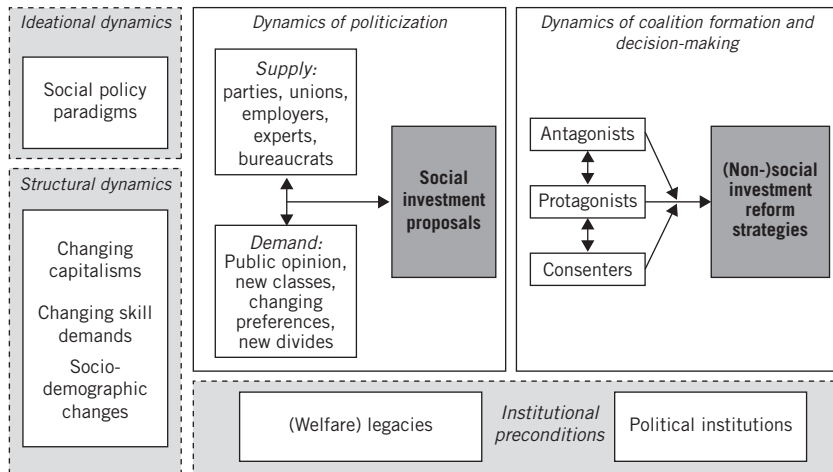 Ideational dynamics
Social policy
paradigms
Structural dynamics
Changing
capitalisms
Changing skill
demands
Socio-
demographic
changes
Dynamics of politicization
Supply:
parties, unions,
employers,
experts,
bureaucrats
Demand:
Public opinion,
new classes,
changing
preferences,
new divides
Social
investment
proposals
Dynamics of coalition formation and
decision-making
Antagonists
Protagonists
Consenters
(Non-)social
investment
reform
strategies
(Welfare) legacies
Institutional
preconditions
Political institutions